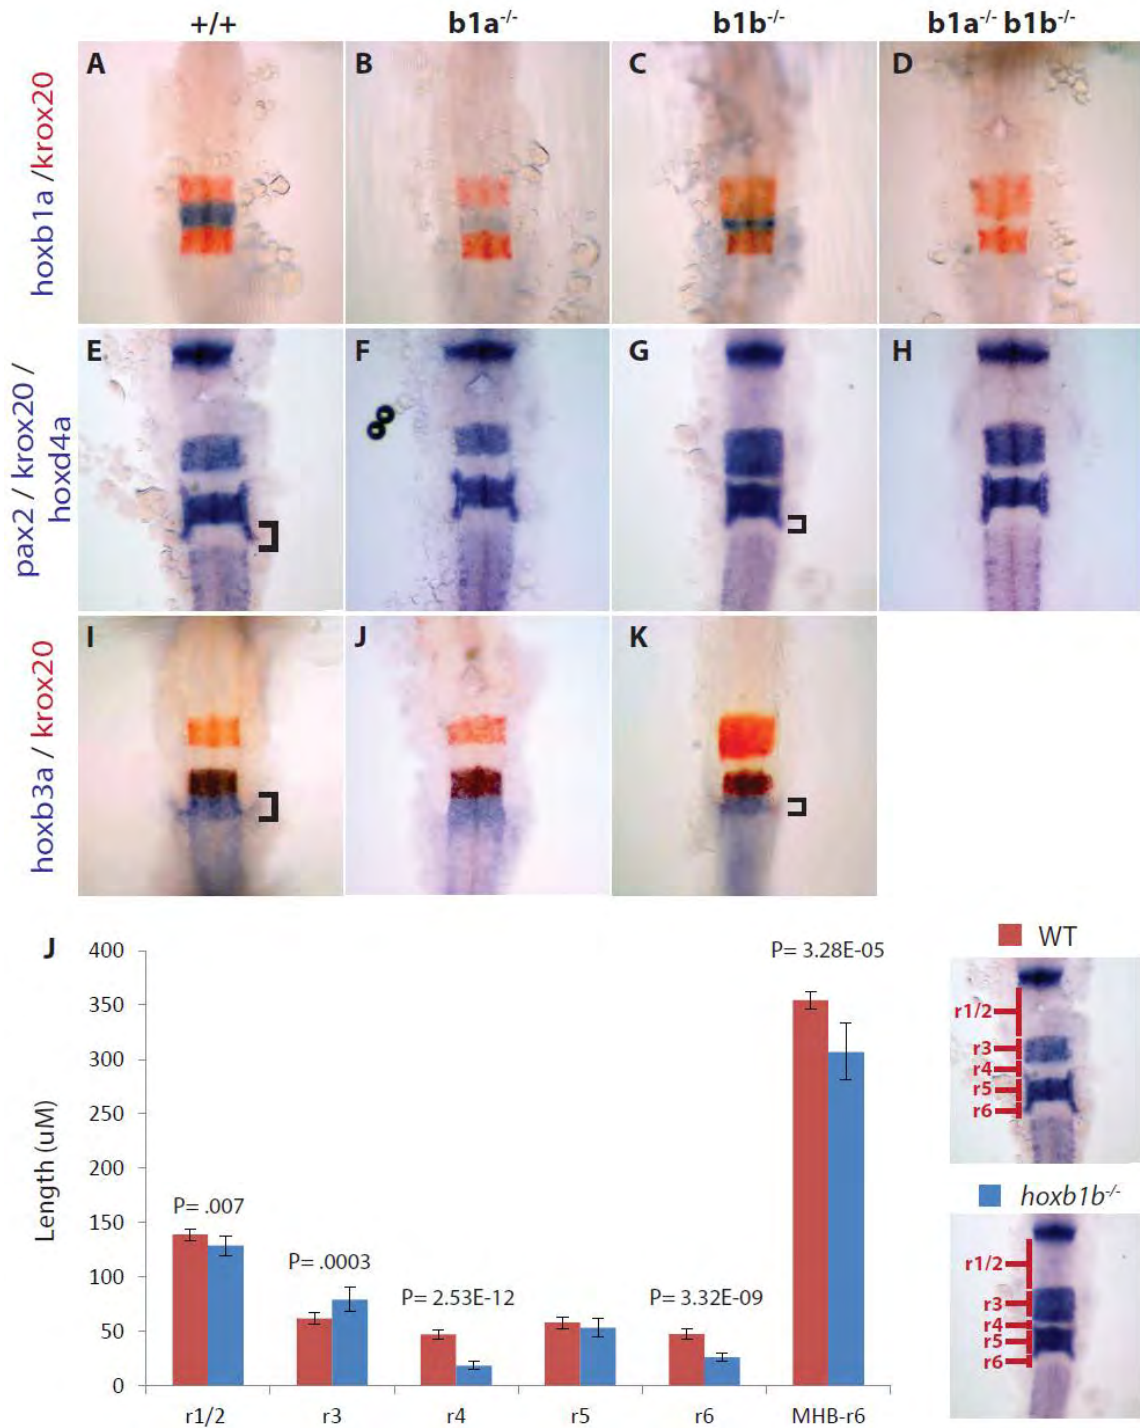 +/+ b1a-/- b1b-/- b1a-/- b1b-/-
A B C D
hoxb1a /krox20
E F G H
pax2 / krox20 /
hoxd4a
I J K
hoxb3a / krox20
J
WT
hoxb1b-/-
400
350
300
250
200
150
100
50
0
Length (uM)
P= .007
P= .0003
P= 2.53E-12
P= 3.32E-09
P= 3.28E-05
r1/2 r3 r4 r5 r6 MHB-r6
r1/2
r3
r4
r5
r6
r1/2
r3
r4
r5
r6